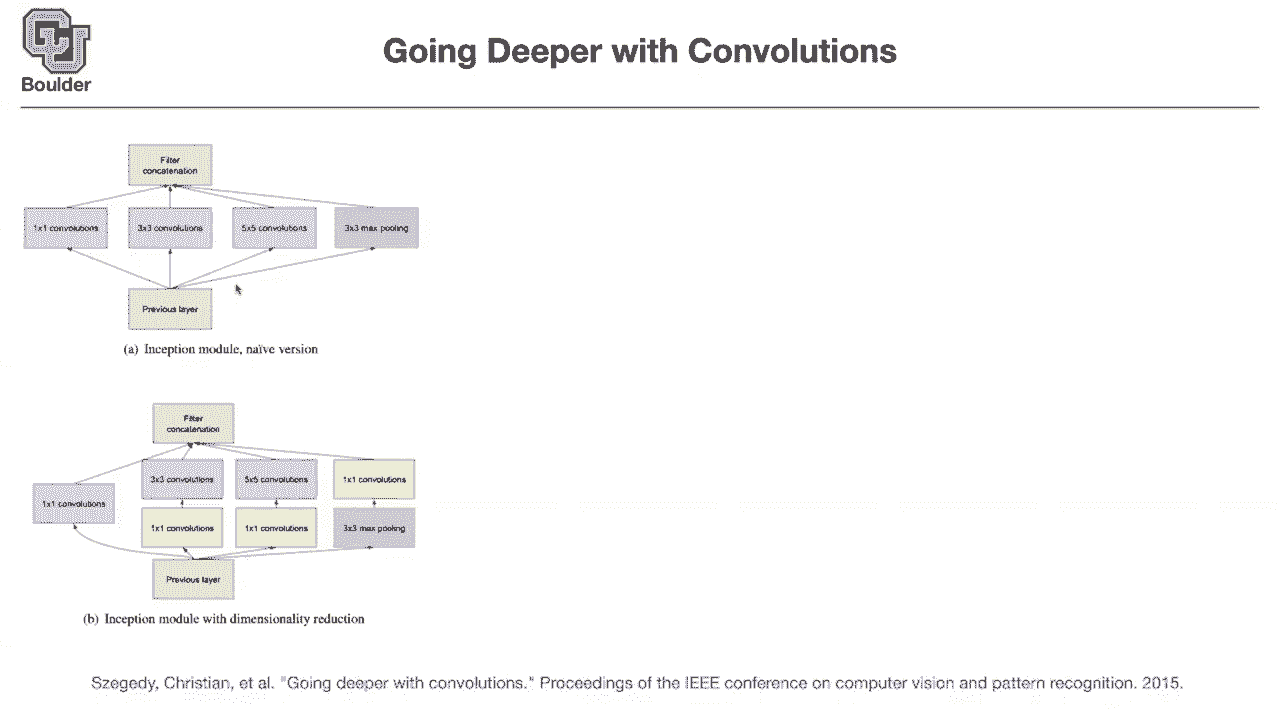 Boulder
Going Deeper with Convolutions
Filter
concatenation
1x1 convolutions
3x3 convolutions
5x5 convolutions
3x3 max pooling
Previous layer
(a) Inception module, naïve version
Filter
concatenation
3x3 convolutions
5x5 convolutions
1x1 convolutions
1x1 convolutions
1x1 convolutions
1x1 convolutions
3x3 max pooling
Previous layer
(b) Inception module with dimensionality reduction
Szegedy, Christian, et al. "Going deeper with convolutions." Proceedings of the IEEE conference on computer vision and pattern recognition. 2015.